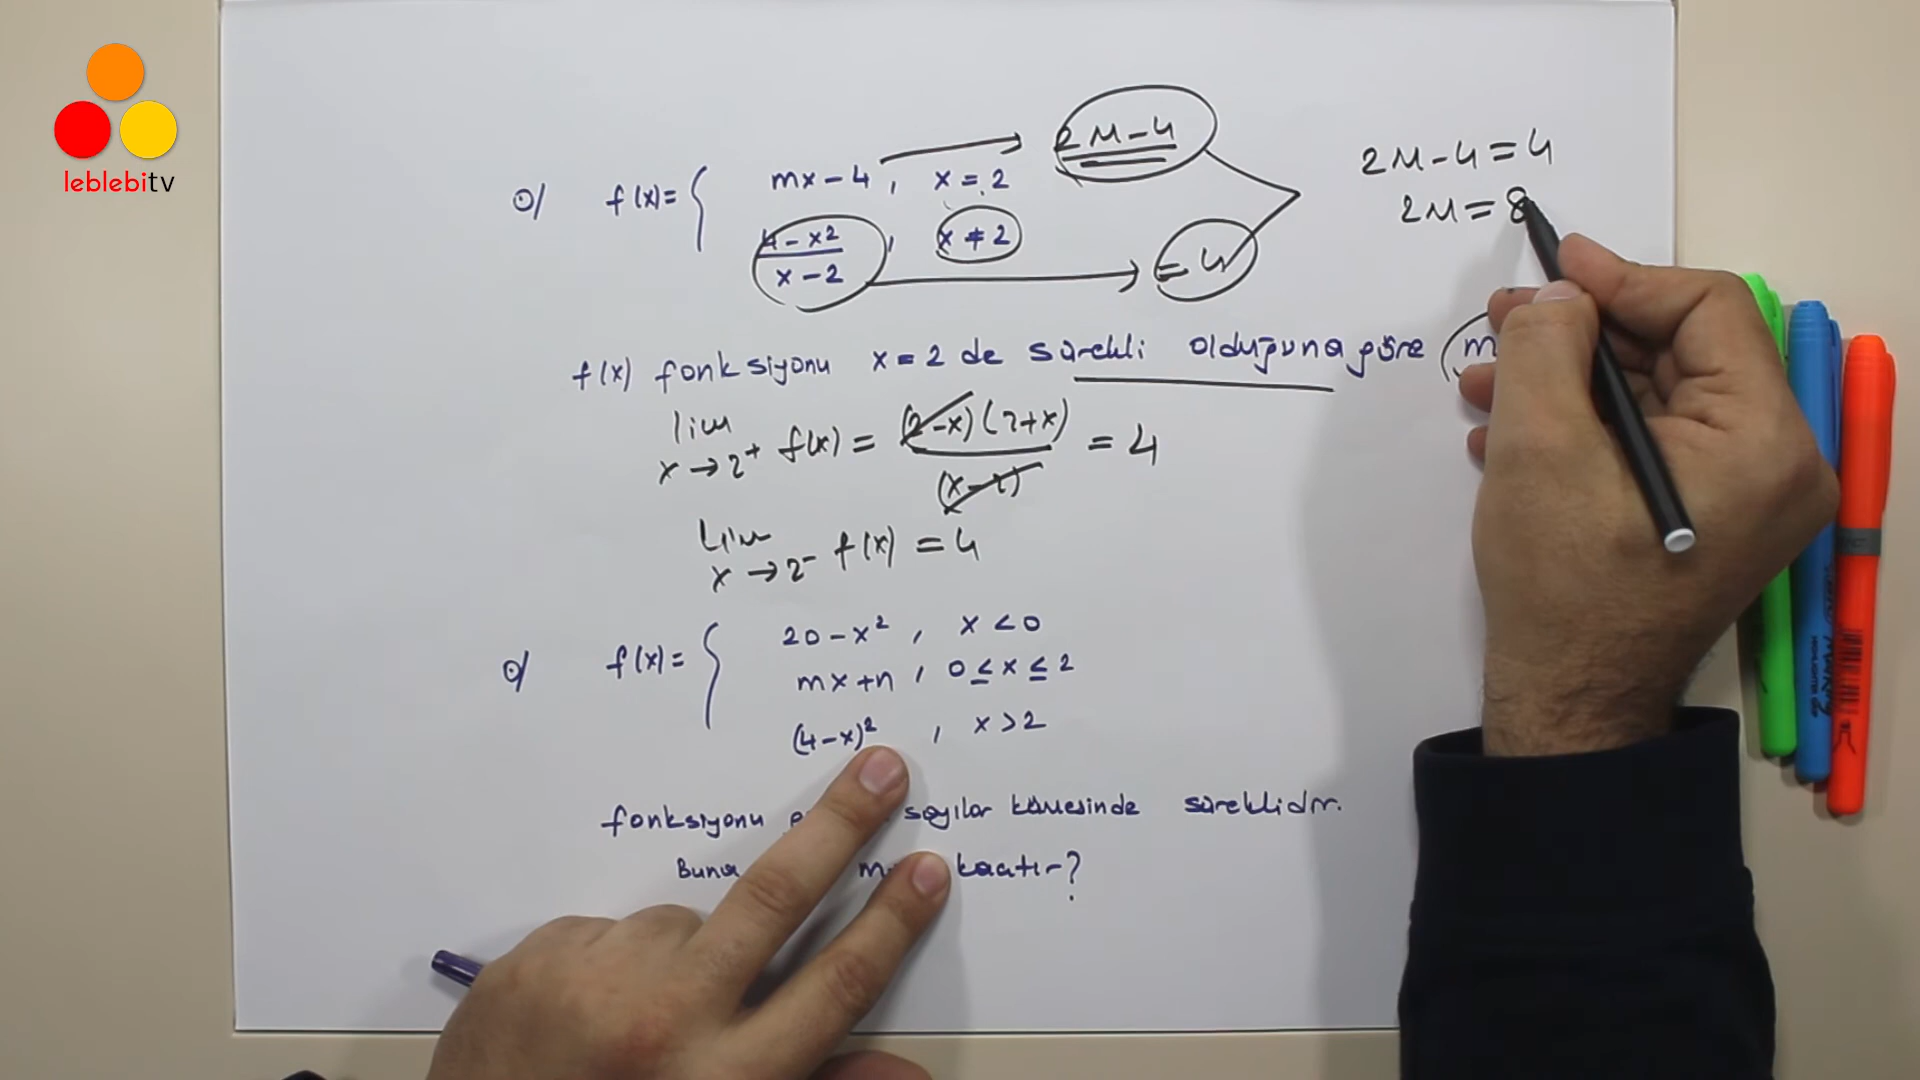 leblebitv
2M-4
2M-4=4
2M=8
o/ f(x)= { mx-4, x=2
4-x², x≠2
x-2
=4
f(x) fonksiyonu x=2 de sürekli olduğuna göre m
lim x→2⁺ f(x) = (2-x)(2+x) = 4
(x-2)
lim x→2⁻ f(x) = 4
o/ f(x)= { 20-x², x<0
mx+n, 0≤x≤2
(4-x)², x>2
fonksiyonu sayılar kümesinde süreklidir.
Buna m kaçtır?